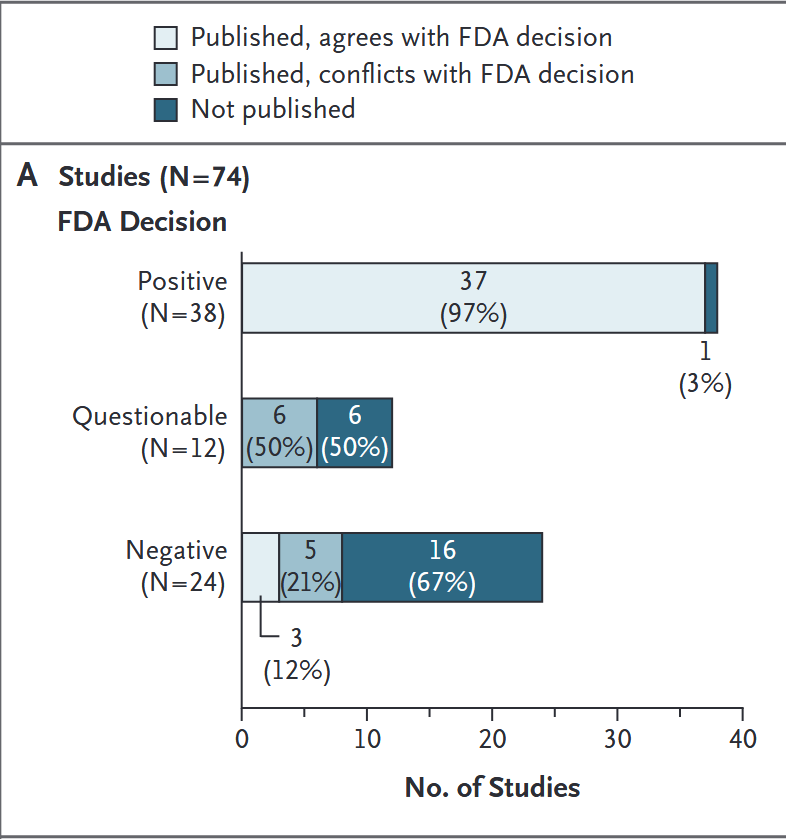 Published, agrees with FDA decision
Published, conflicts with FDA decision
Not published
A Studies (N=74)
FDA Decision
Positive
(N=38)
37
(97%)
1
(3%)
Questionable
(N=12)
6
(50%)
6
(50%)
Negative
(N=24)
5
(21%)
16
(67%)
3
(12%)
0 10 20 30 40
No. of Studies